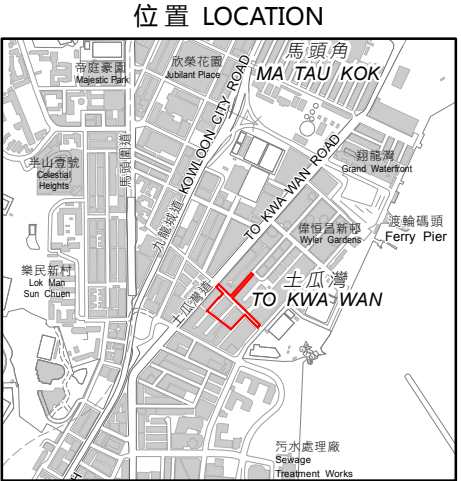 位置 LOCATION
帝庭豪園
Majestic Park
欣榮花園
Jubilant Place
馬頭角
MA TAU KOK
半山壹號
Celestial
Heights
馬頭圍道
九龍城道 KOWLOON CITY ROAD
TO KWA WAN ROAD
翔龍灣
Grand Waterfront
偉恒昌新邨
Wyler Gardens
渡輪碼頭
Ferry Pier
樂民新村
Lok Man
Sun Chuen
土瓜灣道
土瓜灣
TO KWA WAN
污水處理廠
Sewage
Treatment Works